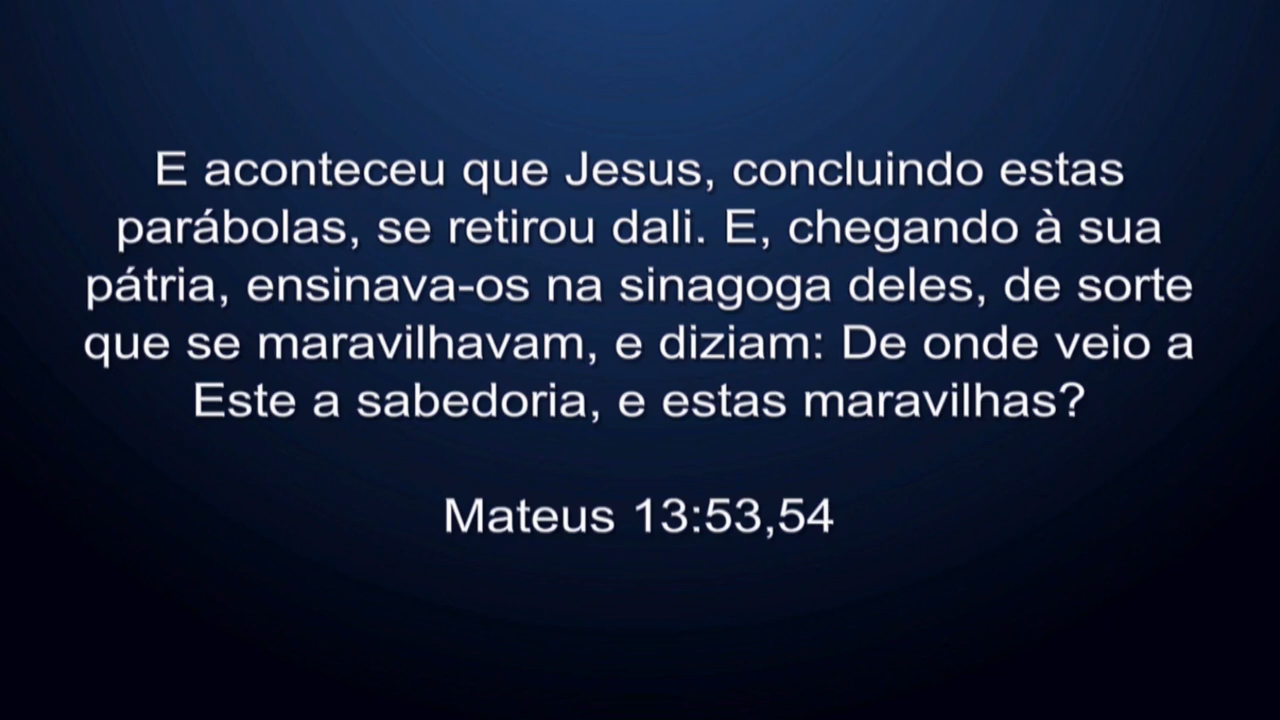 E aconteceu que Jesus, concluindo estas
parábolas, se retirou dali. E, chegando à sua
pátria, ensinava-os na sinagoga deles, de sorte
que se maravilhavam, e diziam: De onde veio a
Este a sabedoria, e estas maravilhas?
Mateus 13:53,54